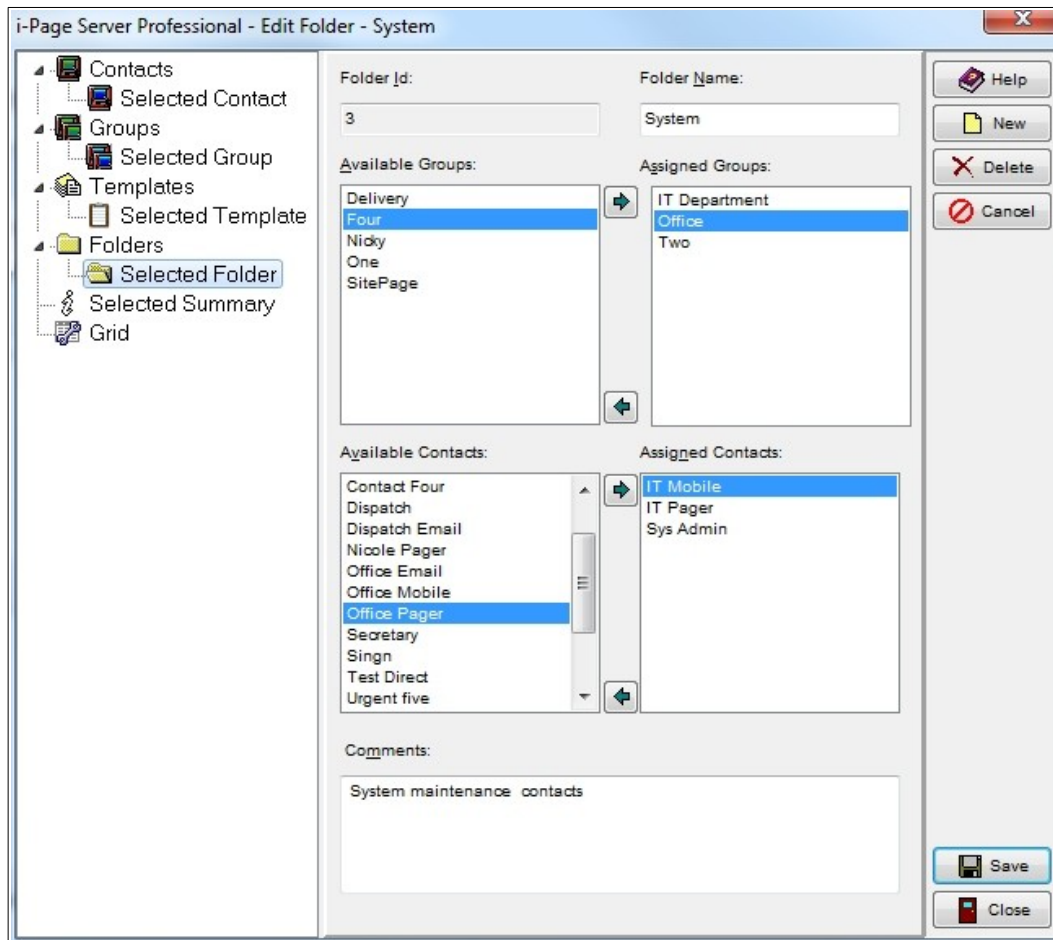 i-Page Server Professional - Edit Folder - System
X
Contacts
Selected Contact
Groups
Selected Group
Templates
Selected Template
Folders
Selected Folder
Selected Summary
Grid
Folder Id:
3
Folder Name:
System
Available Groups:
Delivery
Four
Nicky
One
SitePage
Assigned Groups:
IT Department
Office
Two
Available Contacts:
Contact Four
Dispatch
Dispatch Email
Nicole Pager
Office Email
Office Mobile
Office Pager
Secretary
Singn
Test Direct
Urgent five
Assigned Contacts:
IT Mobile
IT Pager
Sys Admin
Comments:
System maintenance  contacts
Help
New
Delete
Cancel
Save
Close